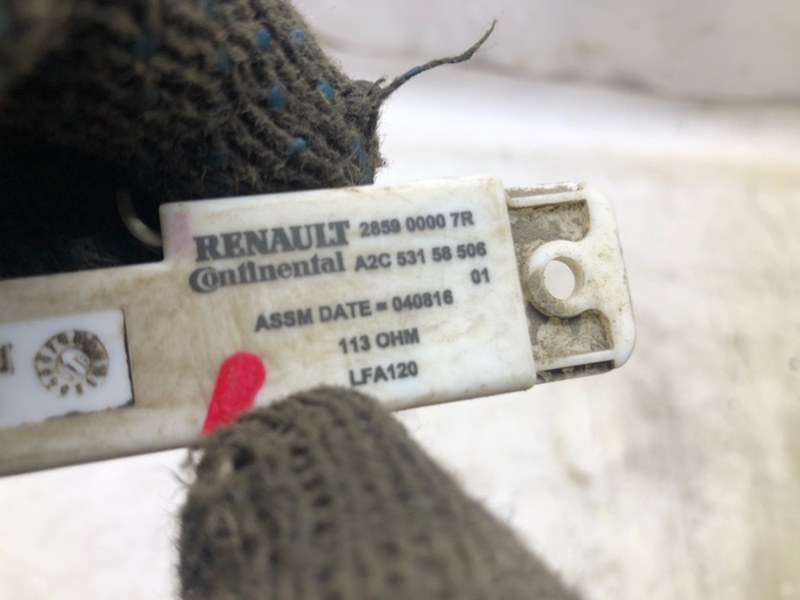 RENAULT 2859 0000 7R
Continental A2C 531 58 506
01
ASSM DATE = 040816
113 OHM
LFA120